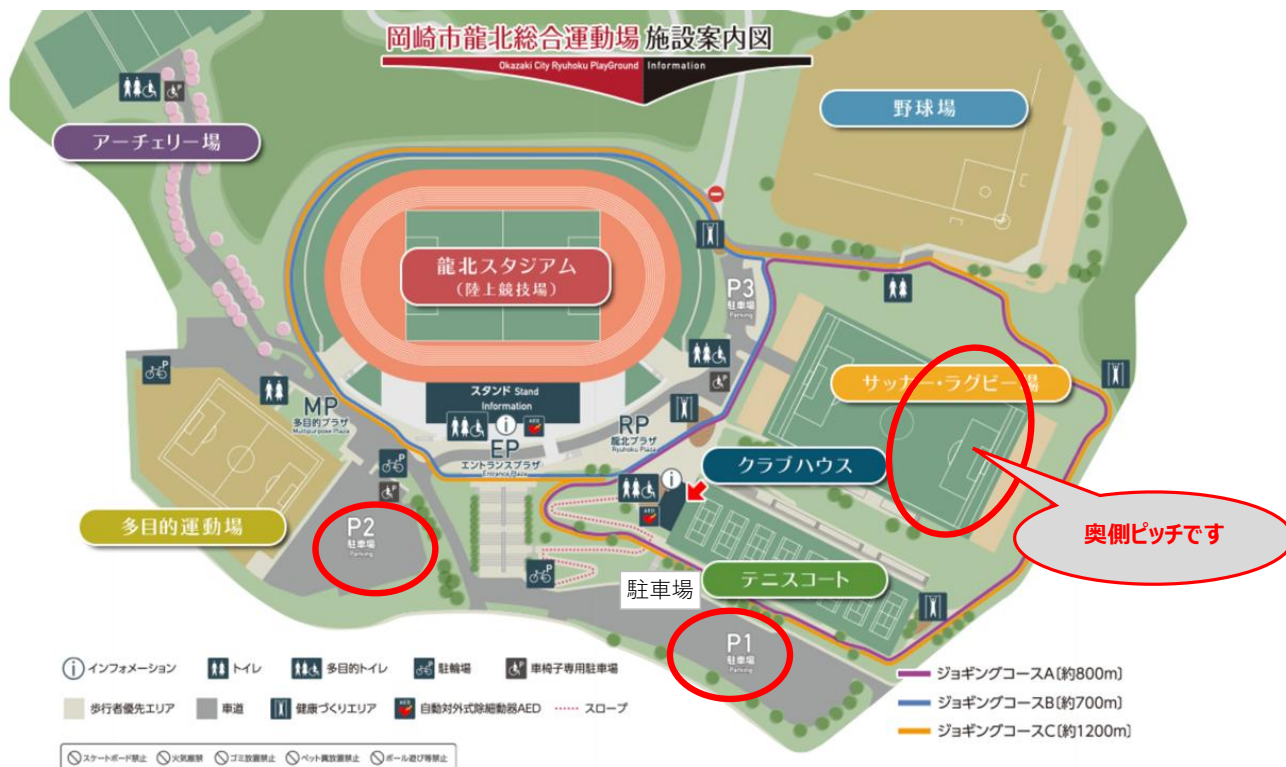 岡崎市龍北総合運動場 施設案内図
Okazaki City Ryuhoku PlayGround Information
野球場
アーチェリー場
龍北スタジアム
(陸上競技場)
P3
駐車場
Parking
スタンド Stand
Information
サッカー・ラグビー場
MP
多目的プラザ
Multipurpose Plaza
RP
龍北プラザ
Ryuhoku Plaza
EP
エントランスプラザ
Entrance Plaza
AED
クラブハウス
AED
奥側ピッチです
多目的運動場
P2
駐車場
Parking
テニスコート
駐車場
P1
駐車場
Parking
インフォメーション
トイレ
多目的トイレ
駐輪場
車椅子専用駐車場
歩行者優先エリア
車道
健康づくりエリア
自動対外式除細動器AED
スロープ
ジョギングコースA〔約800m〕
ジョギングコースB〔約700m〕
ジョギングコースC〔約1200m〕
スケートボード禁止 火気厳禁 ゴミ放置禁止 ペット糞放置禁止 ボール遊び等禁止